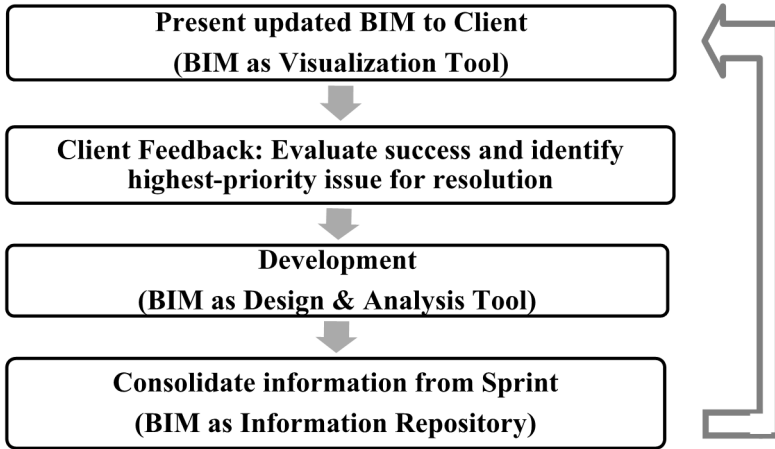 Present updated BIM to Client
(BIM as Visualization Tool)
Client Feedback: Evaluate success and identify
highest-priority issue for resolution
Development
(BIM as Design & Analysis Tool)
Consolidate information from Sprint
(BIM as Information Repository)